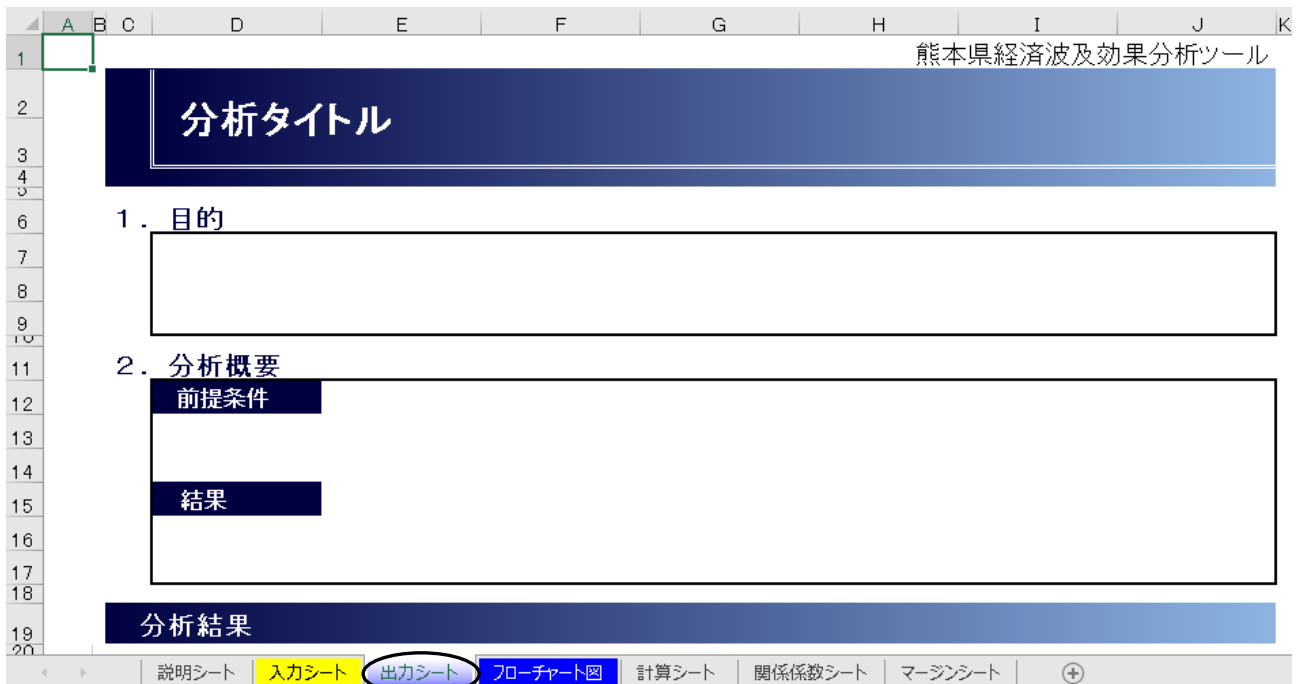 A B C D E F G H I J K
1 熊本県経済波及効果分析ツール
2 分析タイトル
3
4
5
6 １．目的
7
8
9
10
11 ２．分析概要
12 前提条件
13
14
15 結果
16
17
18
19 分析結果
20
説明シート 入力シート 出力シート フローチャート図 計算シート 関係係数シート マージンシート